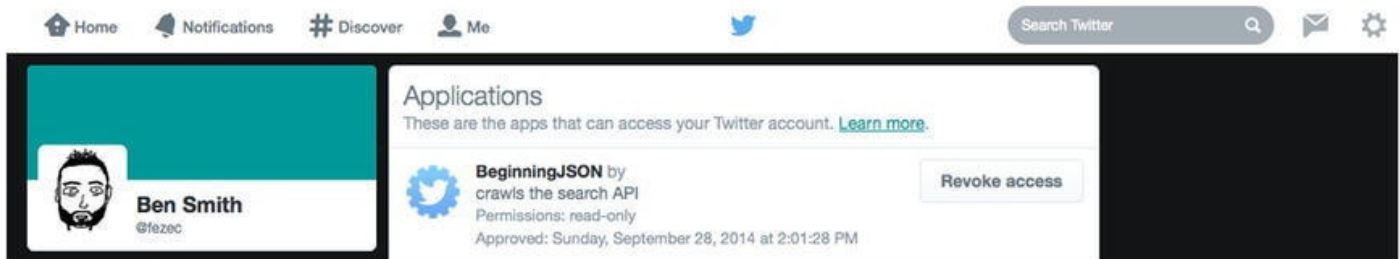 Home Notifications # Discover Me Search Twitter
Applications
These are the apps that can access your Twitter account. Learn more.
BeginningJSON by
crawls the search API
Permissions: read-only
Approved: Sunday, September 28, 2014 at 2:01:28 PM
Revoke access
Ben Smith
@fezec